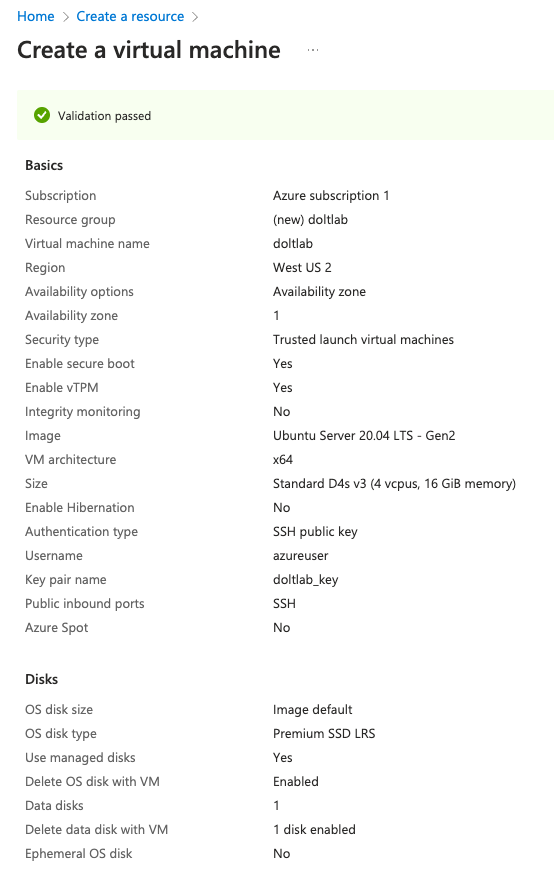 Home > Create a resource >
Create a virtual machine ...
Validation passed
Basics
Subscription Azure subscription 1
Resource group (new) doltlab
Virtual machine name doltlab
Region West US 2
Availability options Availability zone
Availability zone 1
Security type Trusted launch virtual machines
Enable secure boot Yes
Enable vTPM Yes
Integrity monitoring No
Image Ubuntu Server 20.04 LTS - Gen2
VM architecture x64
Size Standard D4s v3 (4 vcpus, 16 GiB memory)
Enable Hibernation No
Authentication type SSH public key
Username azureuser
Key pair name doltlab_key
Public inbound ports SSH
Azure Spot No
Disks
OS disk size Image default
OS disk type Premium SSD LRS
Use managed disks Yes
Delete OS disk with VM Enabled
Data disks 1
Delete data disk with VM 1 disk enabled
Ephemeral OS disk No